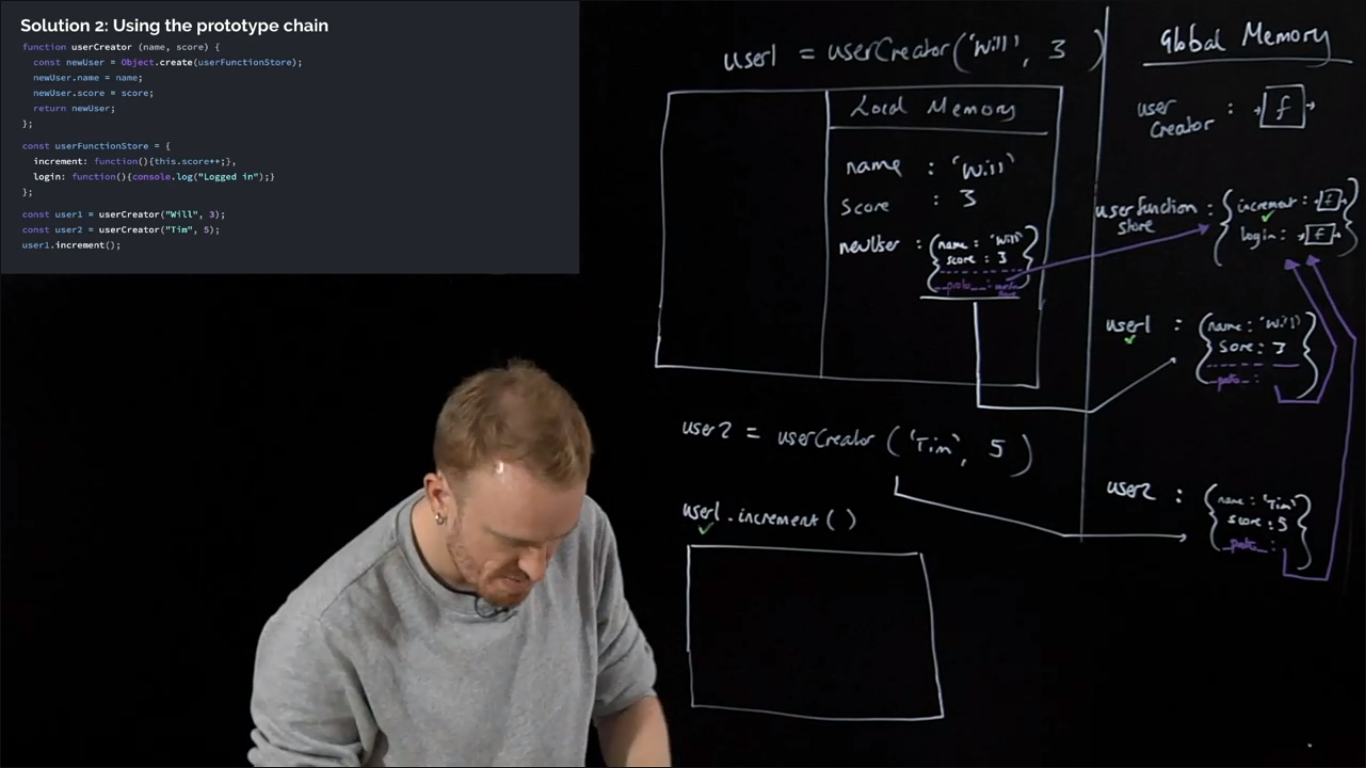 Solution 2: Using the prototype chain
function userCreator (name, score) {
const newUser = Object.create(userFunctionStore);
newUser.name = name;
newUser.score = score;
return newUser;
};
const userFunctionStore = {
increment: function(){this.score++;},
login: function(){console.log("Logged in");}
};
const user1 = userCreator("Will", 3);
const user2 = userCreator("Tim", 5);
user1.increment();
user1 = userCreator('Will', 3)
Local Memory
name : 'Will'
score : 3
newUser : {name : 'Will'
score : 3
__proto__ :
}
user2 = userCreator ('Tim', 5)
user1.increment()
Global Memory
user
Creator : f
userfunction
store : {increment : f
login : f}
user1 : {name : 'Will'
Score : 3
__proto__ : }
user2 : {name : 'Tim'
score : 5
__proto__ : }